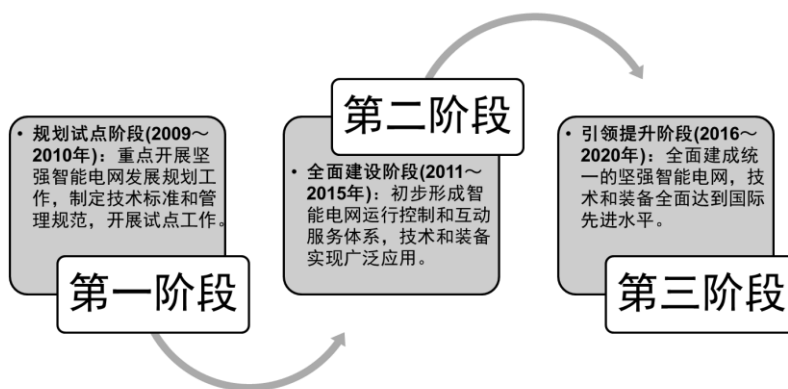 • 规划试点阶段(2009～
2010年)：重点开展坚
强智能电网发展规划工
作，制定技术标准和管
理规范，开展试点工作。
第一阶段
第二阶段
• 全面建设阶段(2011～
2015年)：初步形成智
能电网运行控制和互动
服务体系，技术和装备
实现广泛应用。
• 引领提升阶段(2016～
2020年)：全面建成统
一的坚强智能电网，技
术和装备全面达到国际
先进水平。
第三阶段